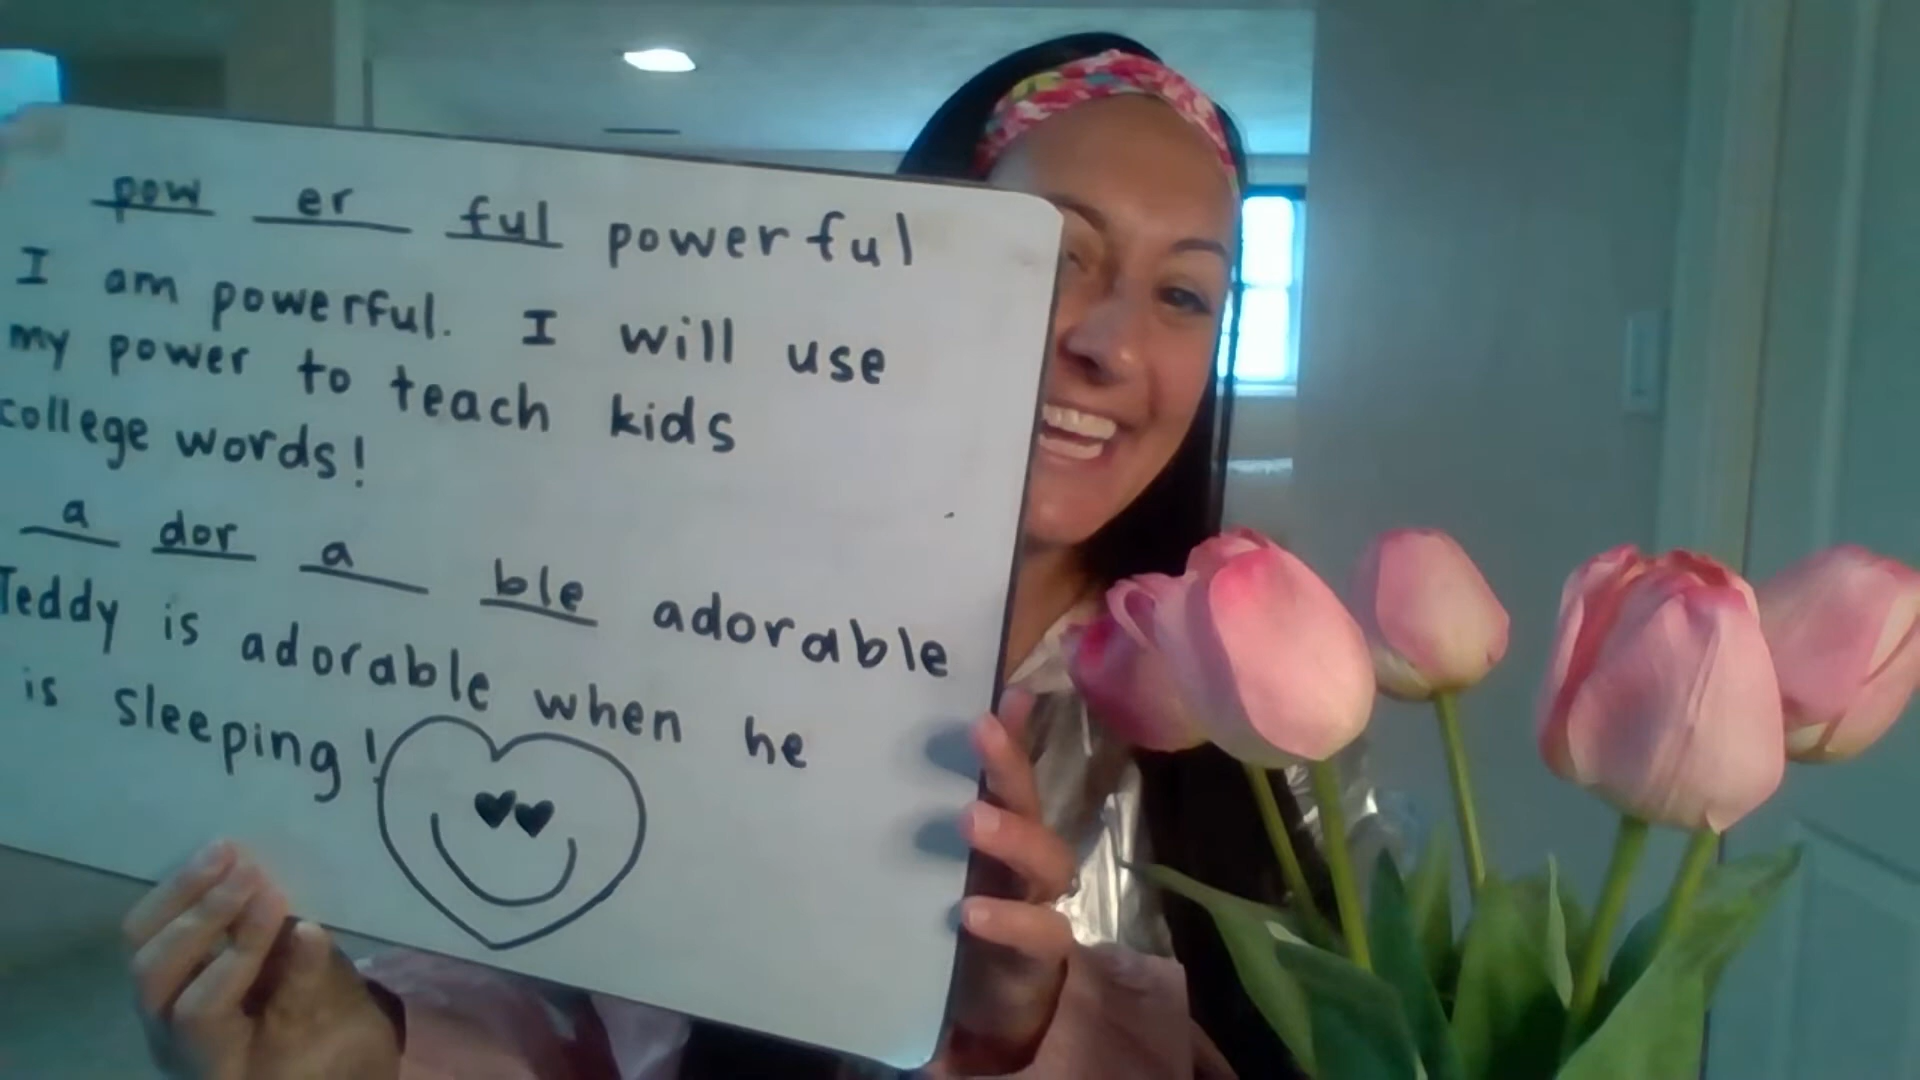 pow er ful powerful
I am powerful. I will use
my power to teach kids
college words!
a dor a ble adorable
Teddy is adorable when he
is sleeping!